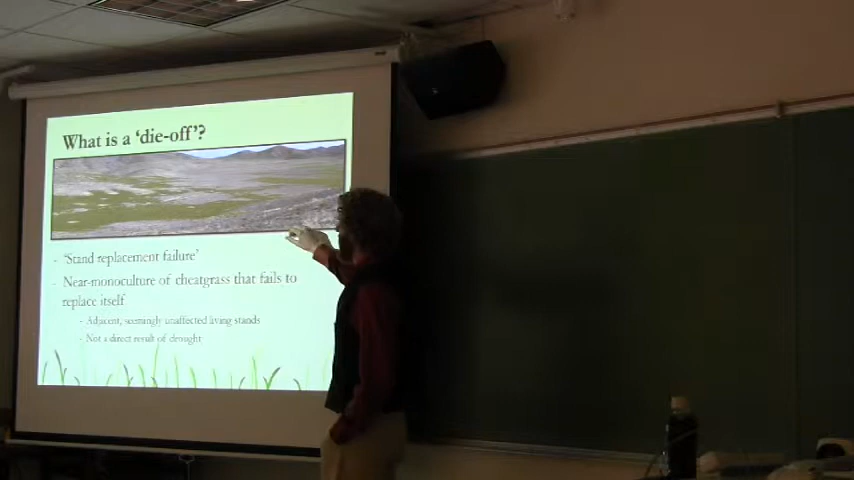 What is a 'die-off'?
- 'Stand replacement failure'
- Near-monoculture of cheatgrass that fails to
replace itself
- Adjacent, seemingly unaffected living stands
- Not a direct result of drought